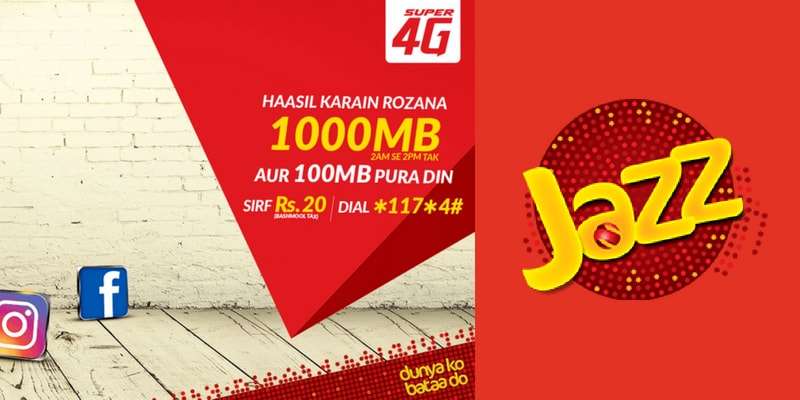 SUPER
4G
HAASIL KARAIN ROZANA
1000MB
2AM SE 2PM TAK
AUR 100MB PURA DIN
SIRF Rs.20 | DIAL *117*4#
(BASHMOOL TAX)
dunya ko
bataa do
Jazz